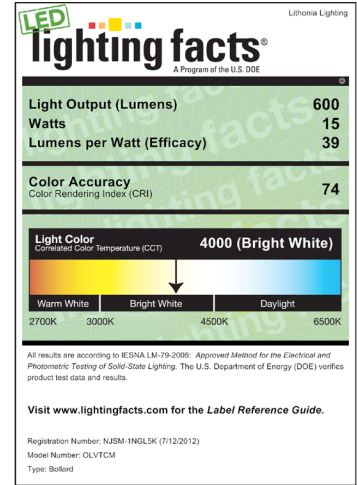 Lithonia Lighting
LED
lighting facts®
A Program of the U.S. DOE
Light Output (Lumens) 600
Watts 15
Lumens per Watt (Efficacy) 39
Color Accuracy
Color Rendering Index (CRI) 74
Light Color
Correlated Color Temperature (CCT) 4000 (Bright White)
Warm White Bright White Daylight
2700K 3000K 4500K 6500K
All results are according to IESNA LM-79-2008: Approved Method for the Electrical and
Photometric Testing of Solid-State Lighting. The U.S. Department of Energy (DOE) verifies
product test data and results.
Visit www.lightingfacts.com for the Label Reference Guide.
Registration Number: NJSM-1NGL5K (7/12/2012)
Model Number: OLVTCM
Type: Bollard